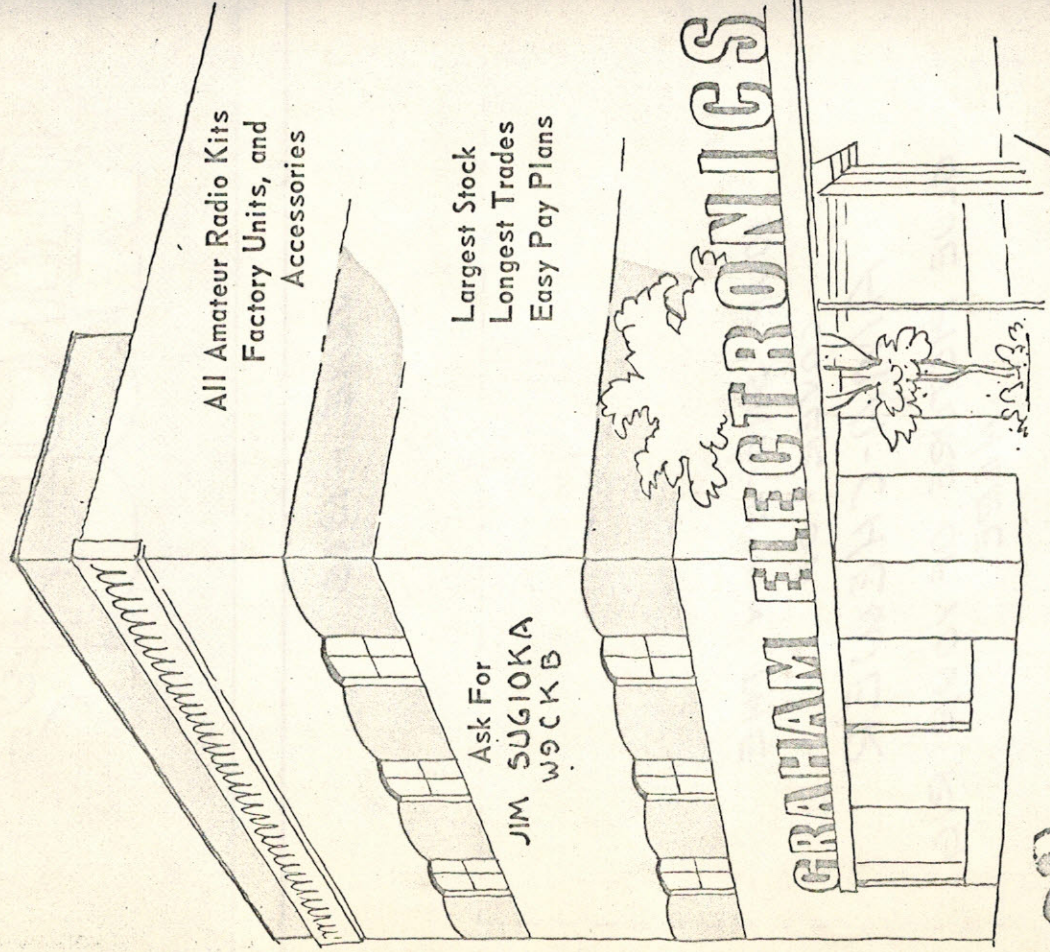 All Amateur Radio Kits
Factory Units, and
Accessories
Largest Stock
Longest Trades
Easy Pay Plans
Ask For
JIM SUGIOKA
W9CKB
GRAHAM ELECTRONICS